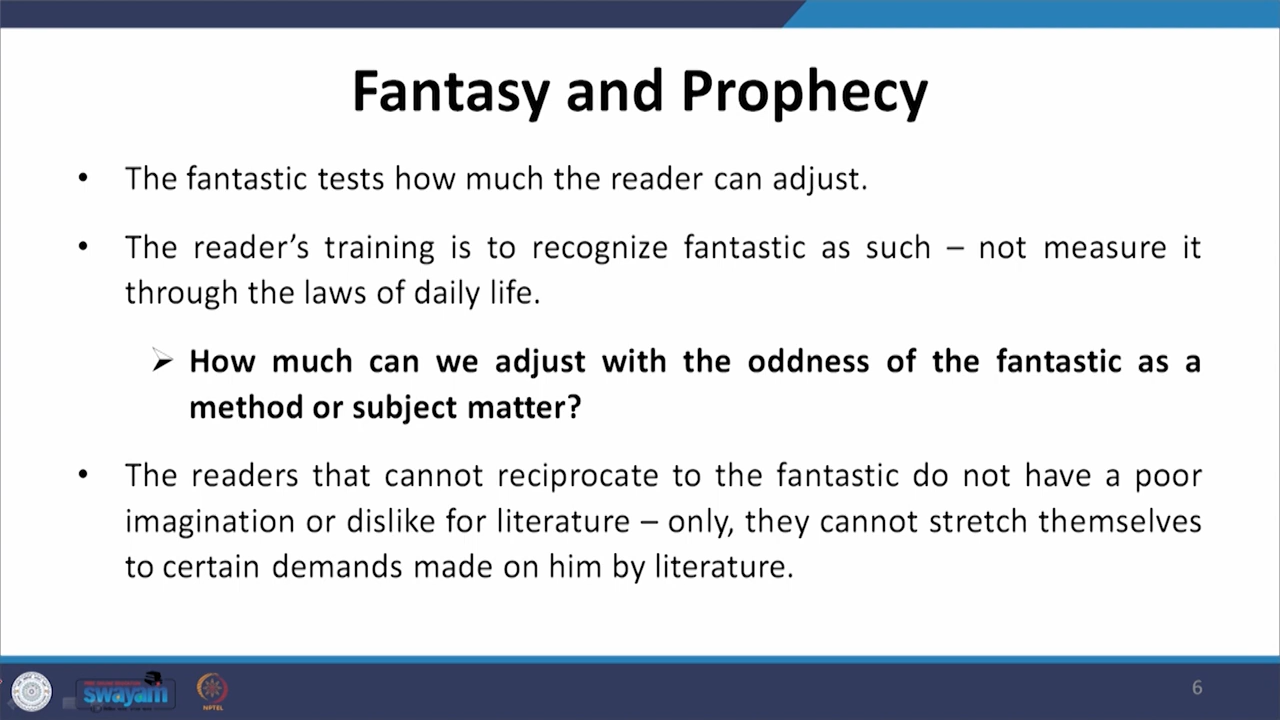 Fantasy and Prophecy
• The fantastic tests how much the reader can adjust.
• The reader’s training is to recognize fantastic as such – not measure it
through the laws of daily life.
➢ How much can we adjust with the oddness of the fantastic as a
method or subject matter?
• The readers that cannot reciprocate to the fantastic do not have a poor
imagination or dislike for literature – only, they cannot stretch themselves
to certain demands made on him by literature.
swayam
NPTEL
6